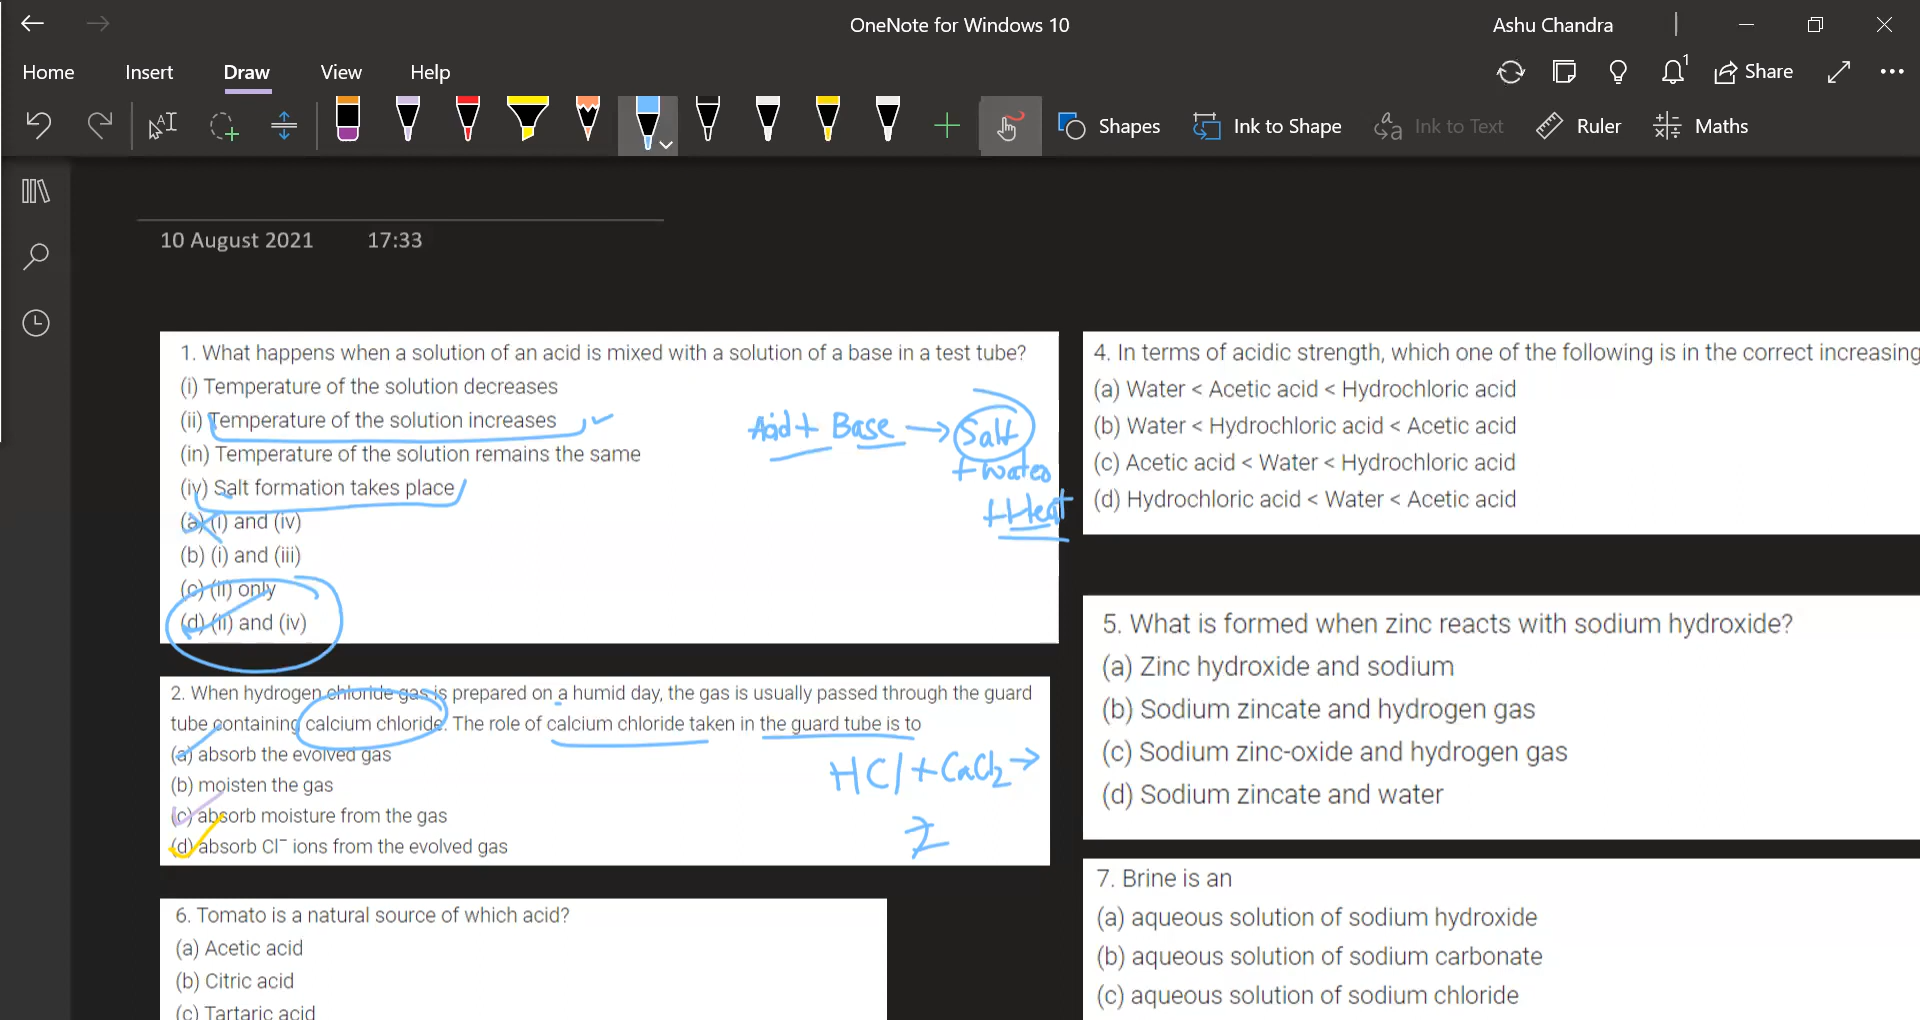 OneNote for Windows 10
Ashu Chandra
Home Insert Draw View Help
1 Share
Shapes Ink to Shape Ink to Text Ruler Maths
10 August 2021 17:33
1. What happens when a solution of an acid is mixed with a solution of a base in a test tube?
(i) Temperature of the solution decreases
(ii) Temperature of the solution increases
(in) Temperature of the solution remains the same
(iv) Salt formation takes place
(a) (i) and (iv)
(b) (i) and (iii)
(c) (ii) only
(d) (ii) and (iv)
Acid + Base → Salt
+ Water
+ Heat
2. When hydrogen chloride gas is prepared on a humid day, the gas is usually passed through the guard
tube containing calcium chloride. The role of calcium chloride taken in the guard tube is to
(a) absorb the evolved gas
(b) moisten the gas
(c) absorb moisture from the gas
(d) absorb Cl⁻ ions from the evolved gas
HCl + CaCl₂ →
6. Tomato is a natural source of which acid?
(a) Acetic acid
(b) Citric acid
(c) Tartaric acid
4. In terms of acidic strength, which one of the following is in the correct increasing
(a) Water < Acetic acid < Hydrochloric acid
(b) Water < Hydrochloric acid < Acetic acid
(c) Acetic acid < Water < Hydrochloric acid
(d) Hydrochloric acid < Water < Acetic acid
5. What is formed when zinc reacts with sodium hydroxide?
(a) Zinc hydroxide and sodium
(b) Sodium zincate and hydrogen gas
(c) Sodium zinc-oxide and hydrogen gas
(d) Sodium zincate and water
7. Brine is an
(a) aqueous solution of sodium hydroxide
(b) aqueous solution of sodium carbonate
(c) aqueous solution of sodium chloride